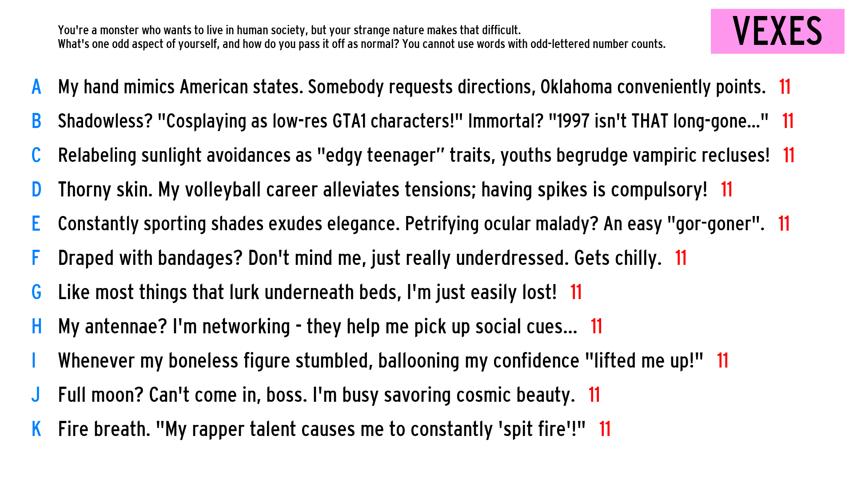 You're a monster who wants to live in human society, but your strange nature makes that difficult.
What's one odd aspect of yourself, and how do you pass it off as normal? You cannot use words with odd-lettered number counts.
VEXES
A My hand mimics American states. Somebody requests directions, Oklahoma conveniently points. 11
B Shadowless? "Cosplaying as low-res GTA1 characters!" Immortal? "1997 isn't THAT long-gone..." 11
C Relabeling sunlight avoidances as "edgy teenager" traits, youths begrudge vampiric recluses! 11
D Thorny skin. My volleyball career alleviates tensions; having spikes is compulsory! 11
E Constantly sporting shades exudes elegance. Petrifying ocular malady? An easy "gor-goner". 11
F Draped with bandages? Don't mind me, just really underdressed. Gets chilly. 11
G Like most things that lurk underneath beds, I'm just easily lost! 11
H My antennae? I'm networking - they help me pick up social cues... 11
I Whenever my boneless figure stumbled, ballooning my confidence "lifted me up!" 11
J Full moon? Can't come in, boss. I'm busy savoring cosmic beauty. 11
K Fire breath. "My rapper talent causes me to constantly 'spit fire'!" 11